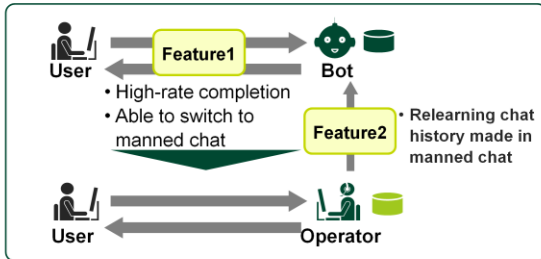 Feature1
User
Bot
• High-rate completion
• Able to switch to
manned chat
Feature2
• Relearning chat
history made in
manned chat
User
Operator